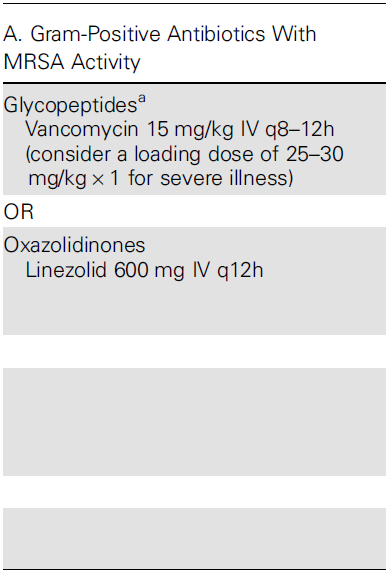 A. Gram-Positive Antibiotics With
MRSA Activity
Glycopeptidesa
Vancomycin 15 mg/kg IV q8–12h
(consider a loading dose of 25–30
mg/kg × 1 for severe illness)
OR
Oxazolidinones
Linezolid 600 mg IV q12h